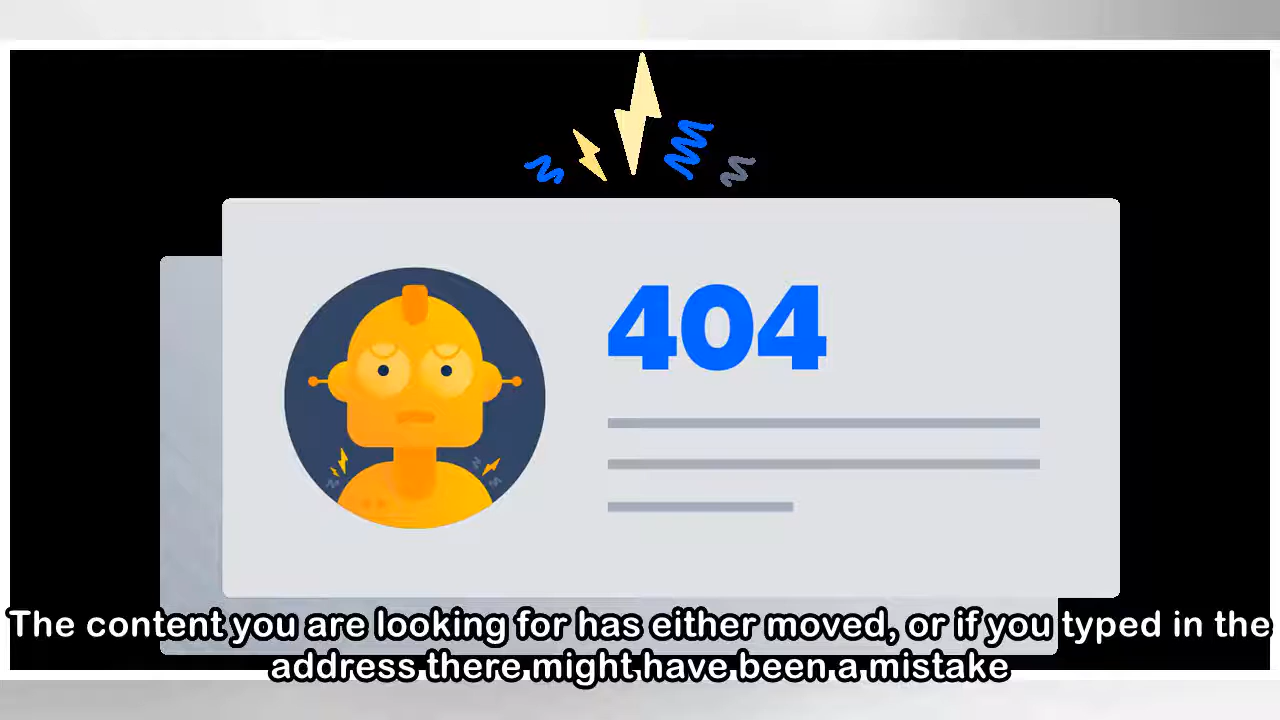 404
The content you are looking for has either moved, or if you typed in the
address there might have been a mistake